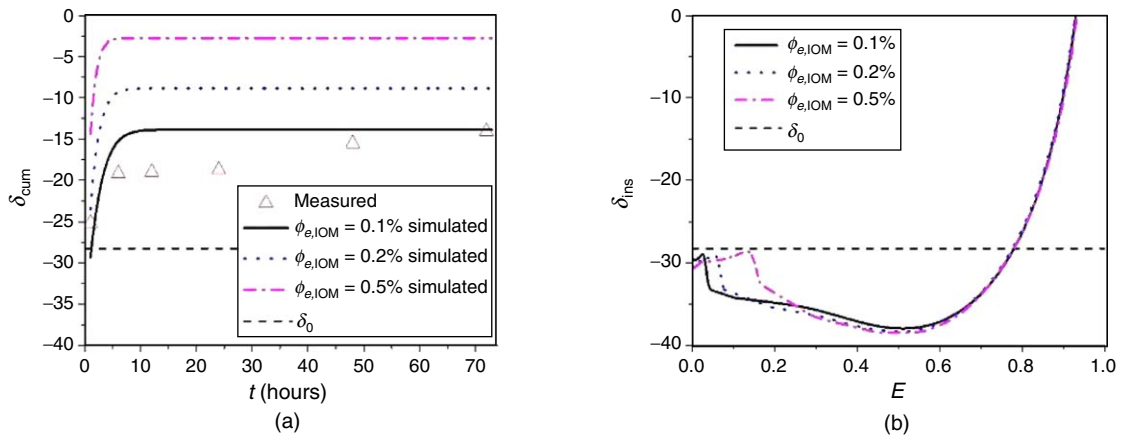 0
−5
−10
−15
−20
−25
−30
−35
−40
δcum
Measured
ϕe,IOM = 0.1% simulated
ϕe,IOM = 0.2% simulated
ϕe,IOM = 0.5% simulated
δ0
0 10 20 30 40 50 60 70
t (hours)
(a)
0
−10
−20
−30
−40
δins
ϕe,IOM = 0.1%
ϕe,IOM = 0.2%
ϕe,IOM = 0.5%
δ0
0.0 0.2 0.4 0.6 0.8 1.0
E
(b)